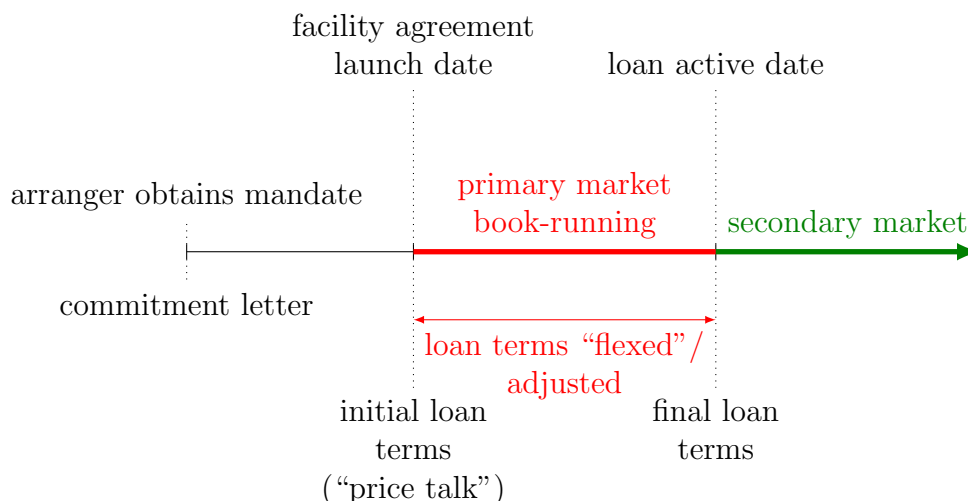 facility agreement
launch date
loan active date
arranger obtains mandate
primary market
book-running
secondary market
commitment letter
loan terms “flexed”/
adjusted
initial loan
terms
(“price talk”)
final loan
terms